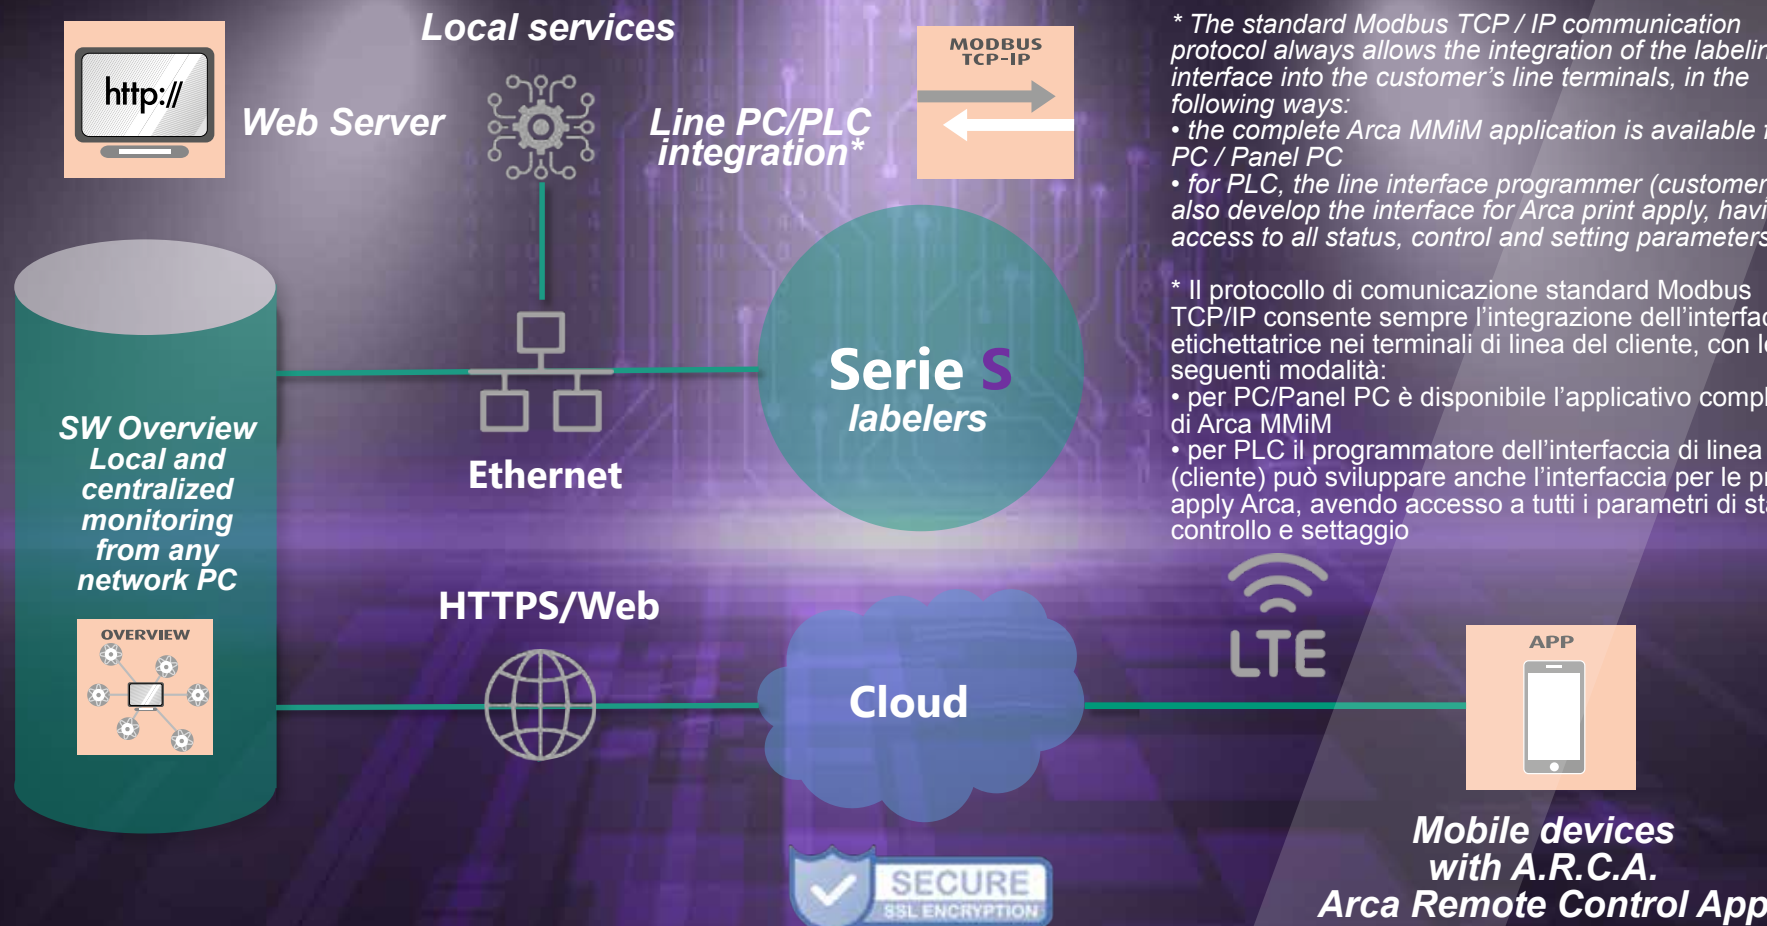 Local services
http://
Web Server
Line PC/PLC
integration*
MODBUS
TCP-IP
* The standard Modbus TCP / IP communication
protocol always allows the integration of the
interface into the customer's line terminals, in the
following ways:
• the complete Arca MMiM application is available
PC / Panel PC
• for PLC, the line interface programmer (customer
also develop the interface for Arca print apply,
access to all status, control and setting parameters
* Il protocollo di comunicazione standard Modbus
TCP/IP consente sempre l'integrazione
etichettatrice nei terminali di linea del cliente, con
seguenti modalità:
• per PC/Panel PC è disponibile l'applicativo
di Arca MMiM
• per PLC il programmatore dell'interfaccia di linea
(cliente) può sviluppare anche l'interfaccia per le
apply Arca, avendo accesso a tutti i parametri di
controllo e settaggio
Serie S
labelers
Ethernet
SW Overview
Local and
centralized
monitoring
from any
network PC
OVERVIEW
HTTPS/Web
Cloud
LTE
APP
Mobile devices
with A.R.C.A.
Arca Remote Control App
SECURE
SSL ENCRYPTION